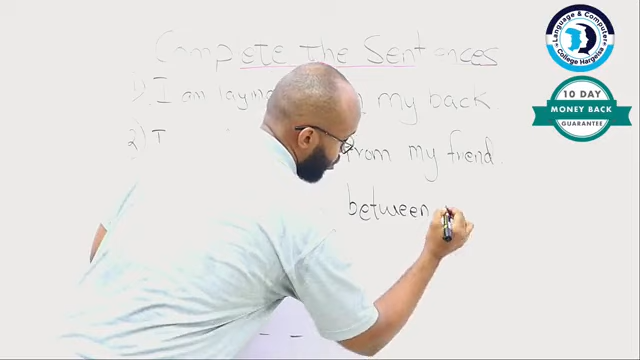 Complete The Sentences
1) I am my back
2) I from my friend.
between
Language & Computer
College Hargeisa
10 DAY
MONEY BACK
GUARANTEE